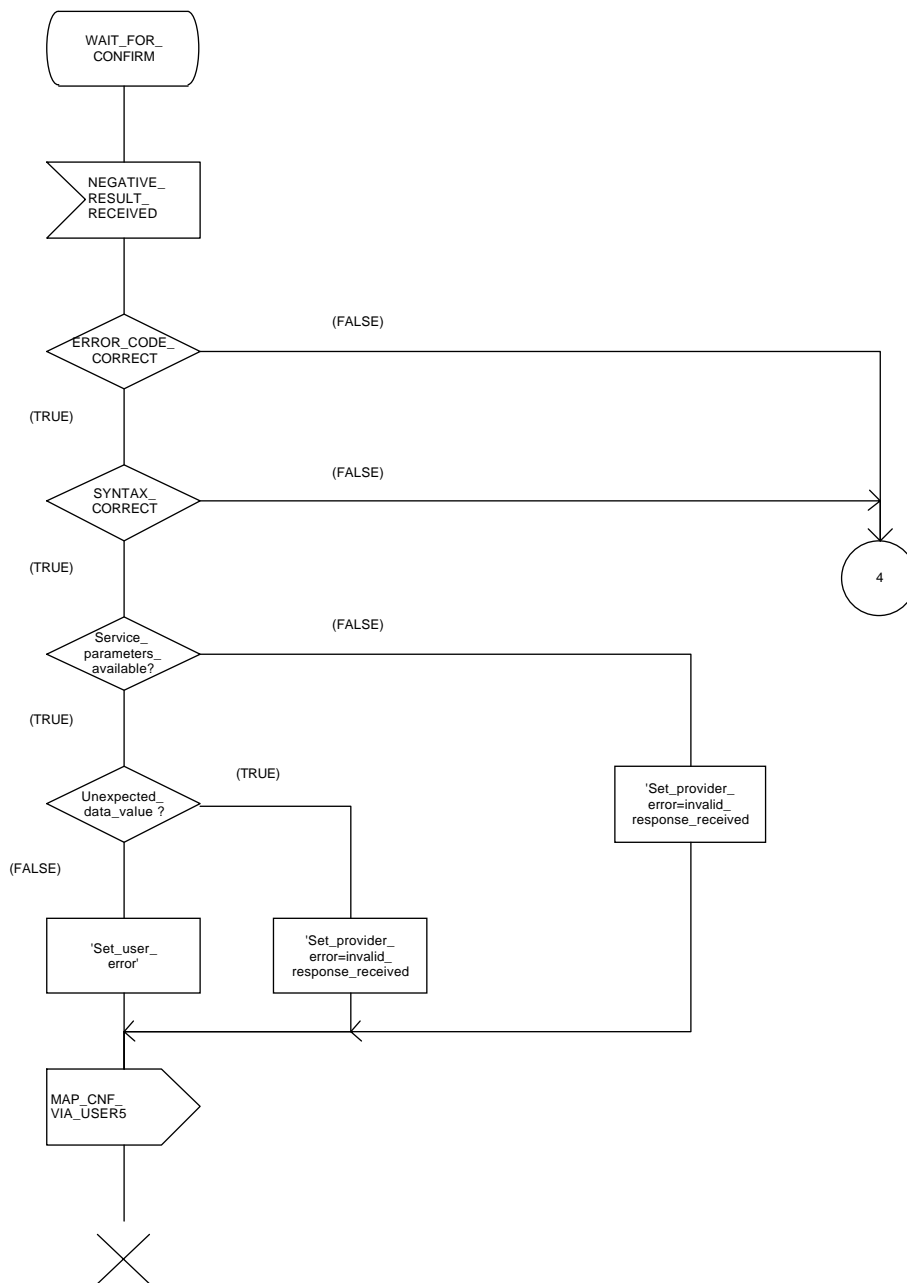 WAIT_FOR_
CONFIRM
NEGATIVE_
RESULT_
RECEIVED
(FALSE)
ERROR_CODE_
CORRECT
(TRUE)
(FALSE)
SYNTAX_
CORRECT
(TRUE)
4
(FALSE)
Service_
parameters_
available?
(TRUE)
(TRUE)
Unexpected_
data_value ?
'Set_provider_
error=invalid_
response_received
(FALSE)
'Set_user_
error'
'Set_provider_
error=invalid_
response_received
MAP_CNF_
VIA_USER5